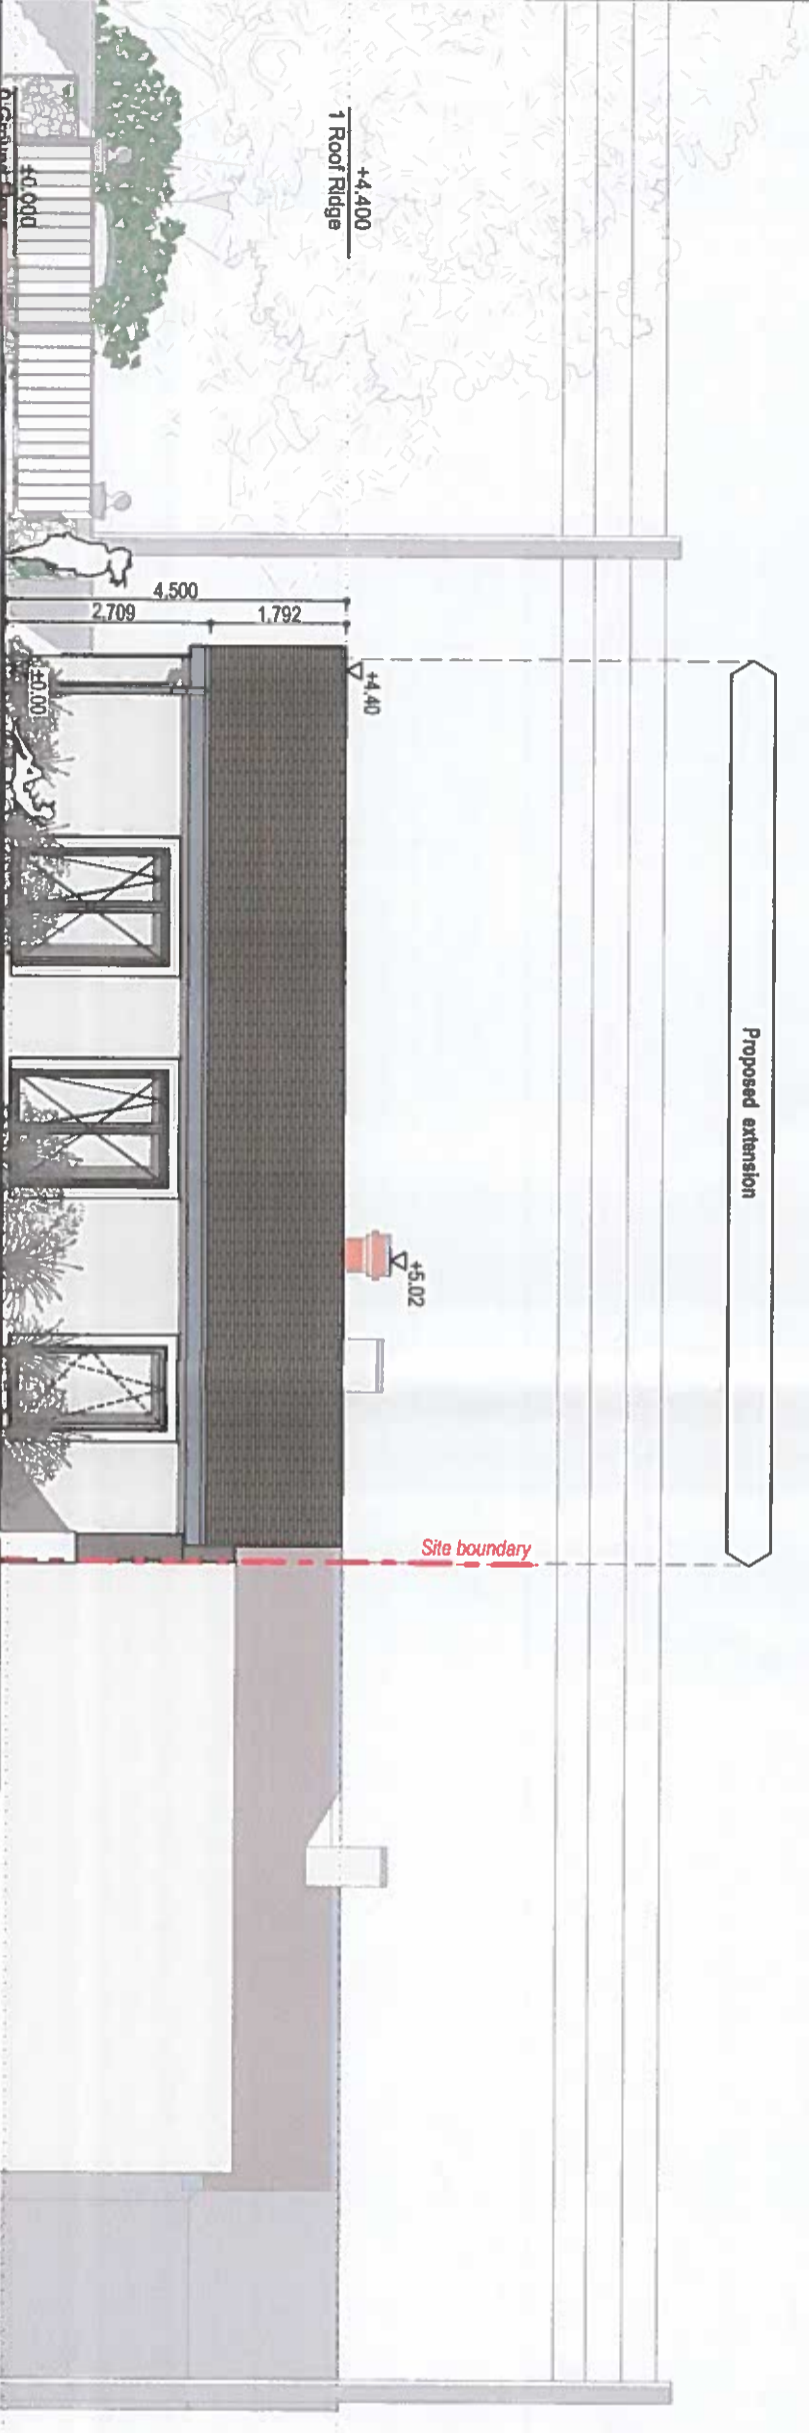 Proposed extension
+4,400
1 Roof Ridge
+5.02
+4.40
Site boundary
4,500
1,792
2,709
±0,000
±0.00